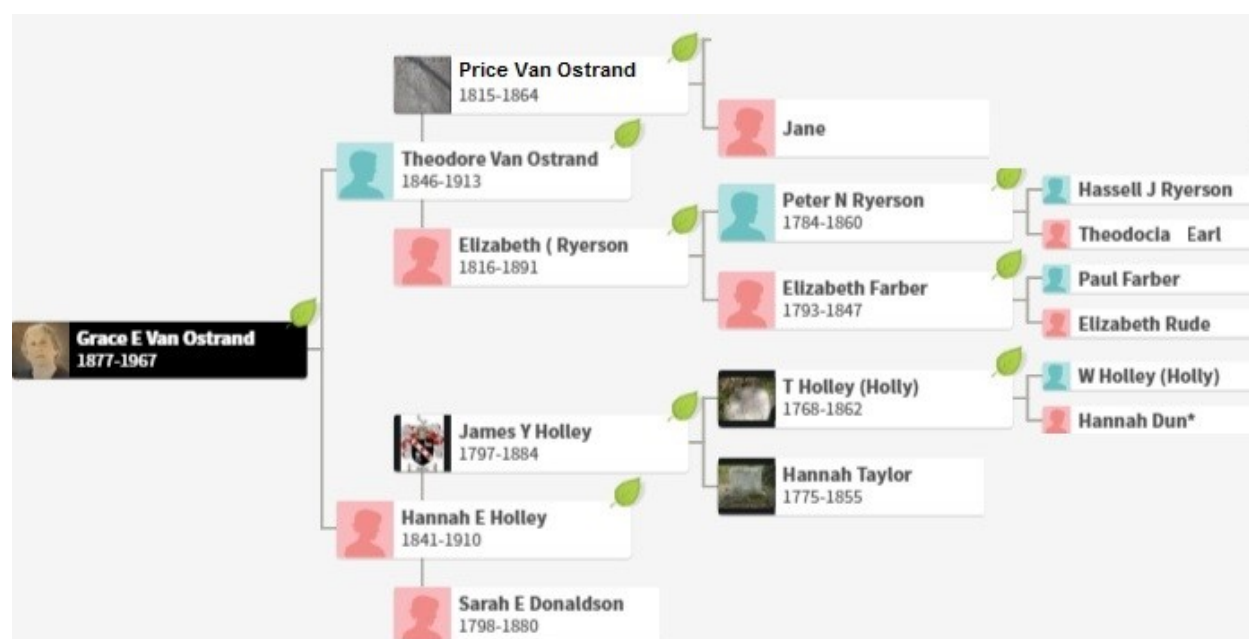 Price Van Ostrand
1815-1864
Jane
Theodore Van Ostrand
1846-1913
Peter N Ryerson
1784-1860
Hassell J Ryerson
Theodocia Earl
Elizabeth ( Ryerson
1816-1891
Elizabeth Farber
1793-1847
Paul Farber
Elizabeth Rude
Grace E Van Ostrand
1877-1967
T Holley (Holly)
1768-1862
W Holley (Holly)
Hannah Dun*
James Y Holley
1797-1884
Hannah Taylor
1775-1855
Hannah E Holley
1841-1910
Sarah E Donaldson
1798-1880